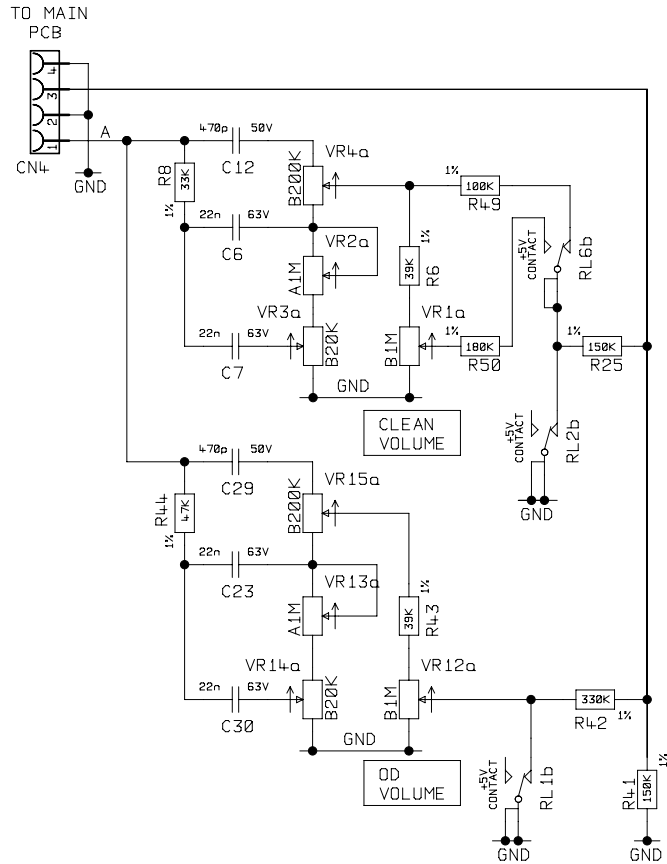 TO MAIN
PCB
4
3
2
1
CN4
GND
A
470p
50V
C12
R8
33K
1%
B200K
VR4a
1%
100K
R49
22n
63V
C6
VR2a
A1M
1%
39K
R6
+5V
CONTACT
RL6b
VR3a
22n
63V
C7
B20K
VR1a
B1M
1%
180K
R50
1%
150K
R25
GND
CLEAN
VOLUME
+5V
CONTACT
RL2b
GND
470p
50V
C29
R44
47K
1%
VR15a
B200K
22n
63V
C23
VR13a
A1M
1%
39K
R43
VR14a
22n
63V
C30
B20K
VR12a
B1M
330K
R42
1%
GND
OD
VOLUME
+5V
CONTACT
RL1b
GND
R41
150K
1%
GND